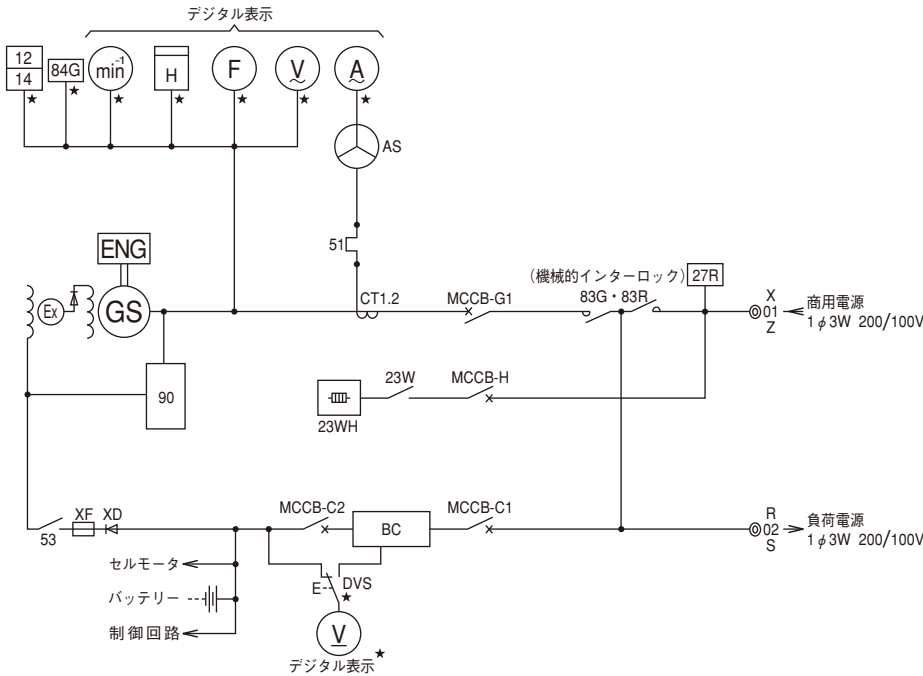 デジタル表示
12
14
★
84G
★
min⁻¹
★
H
★
F
★
V
★
A
★
AS
51
ENG
GS
Ex
CT1.2
MCCB-G1
(機械的インターロック)
83G・83R
27R
X
01
Z
商用電源
1φ3W 200/100V
90
23W
MCCB-H
23WH
53
XF
XD
MCCB-C2
BC
MCCB-C1
R
02
S
負荷電源
1φ3W 200/100V
セルモータ
バッテリー
制御回路
E
DVS
★
V
デジタル表示★